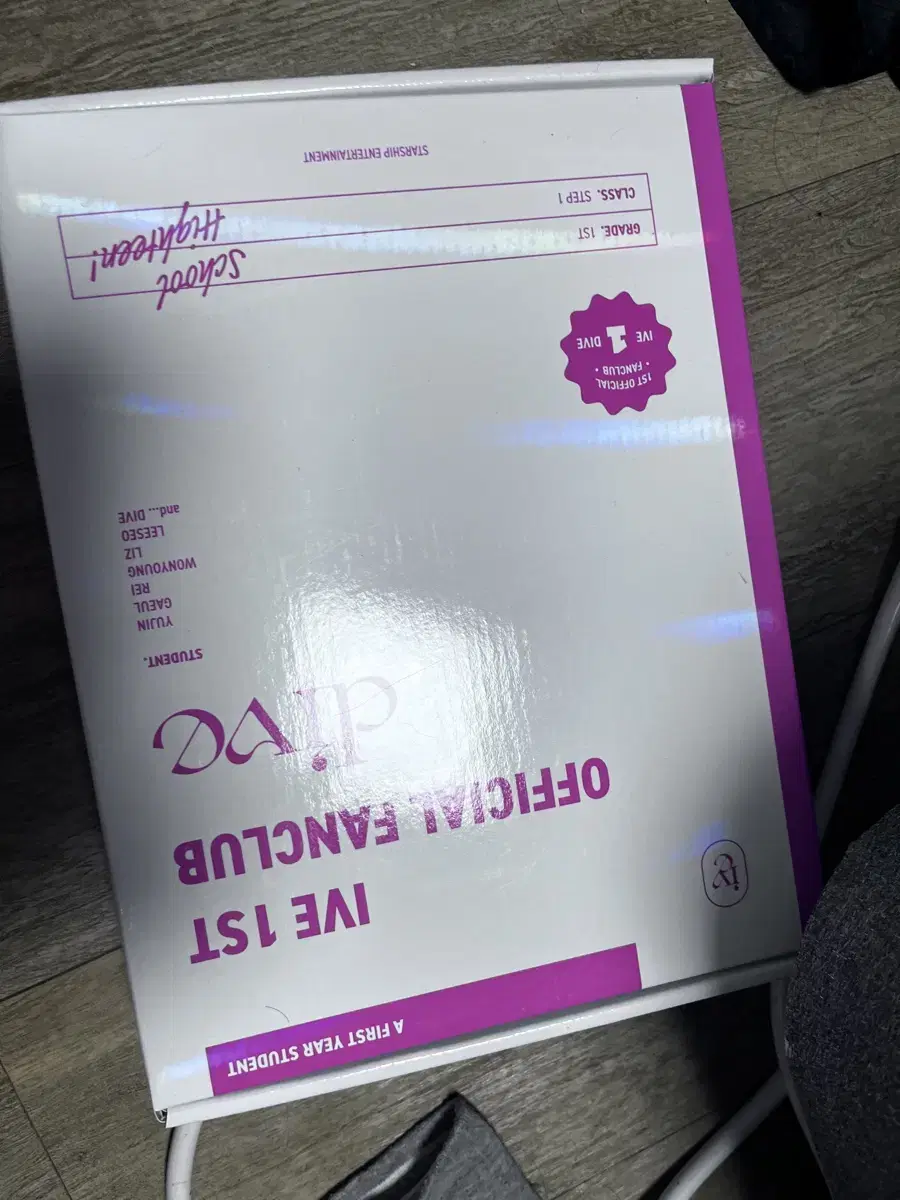 A FIRST YEAR STUDENT
IVE 1ST
OFFICIAL FANCLUB
dive
STUDENT.
YUJIN
GAEUL
REI
WONYOUNG
LIZ
LEESEO
and... DIVE
1ST OFFICIAL
• FANCLUB •
IVE 1 DIVE
GRADE. 1ST
CLASS. STEP 1
School
Highteen!
STARSHIP ENTERTAINMENT